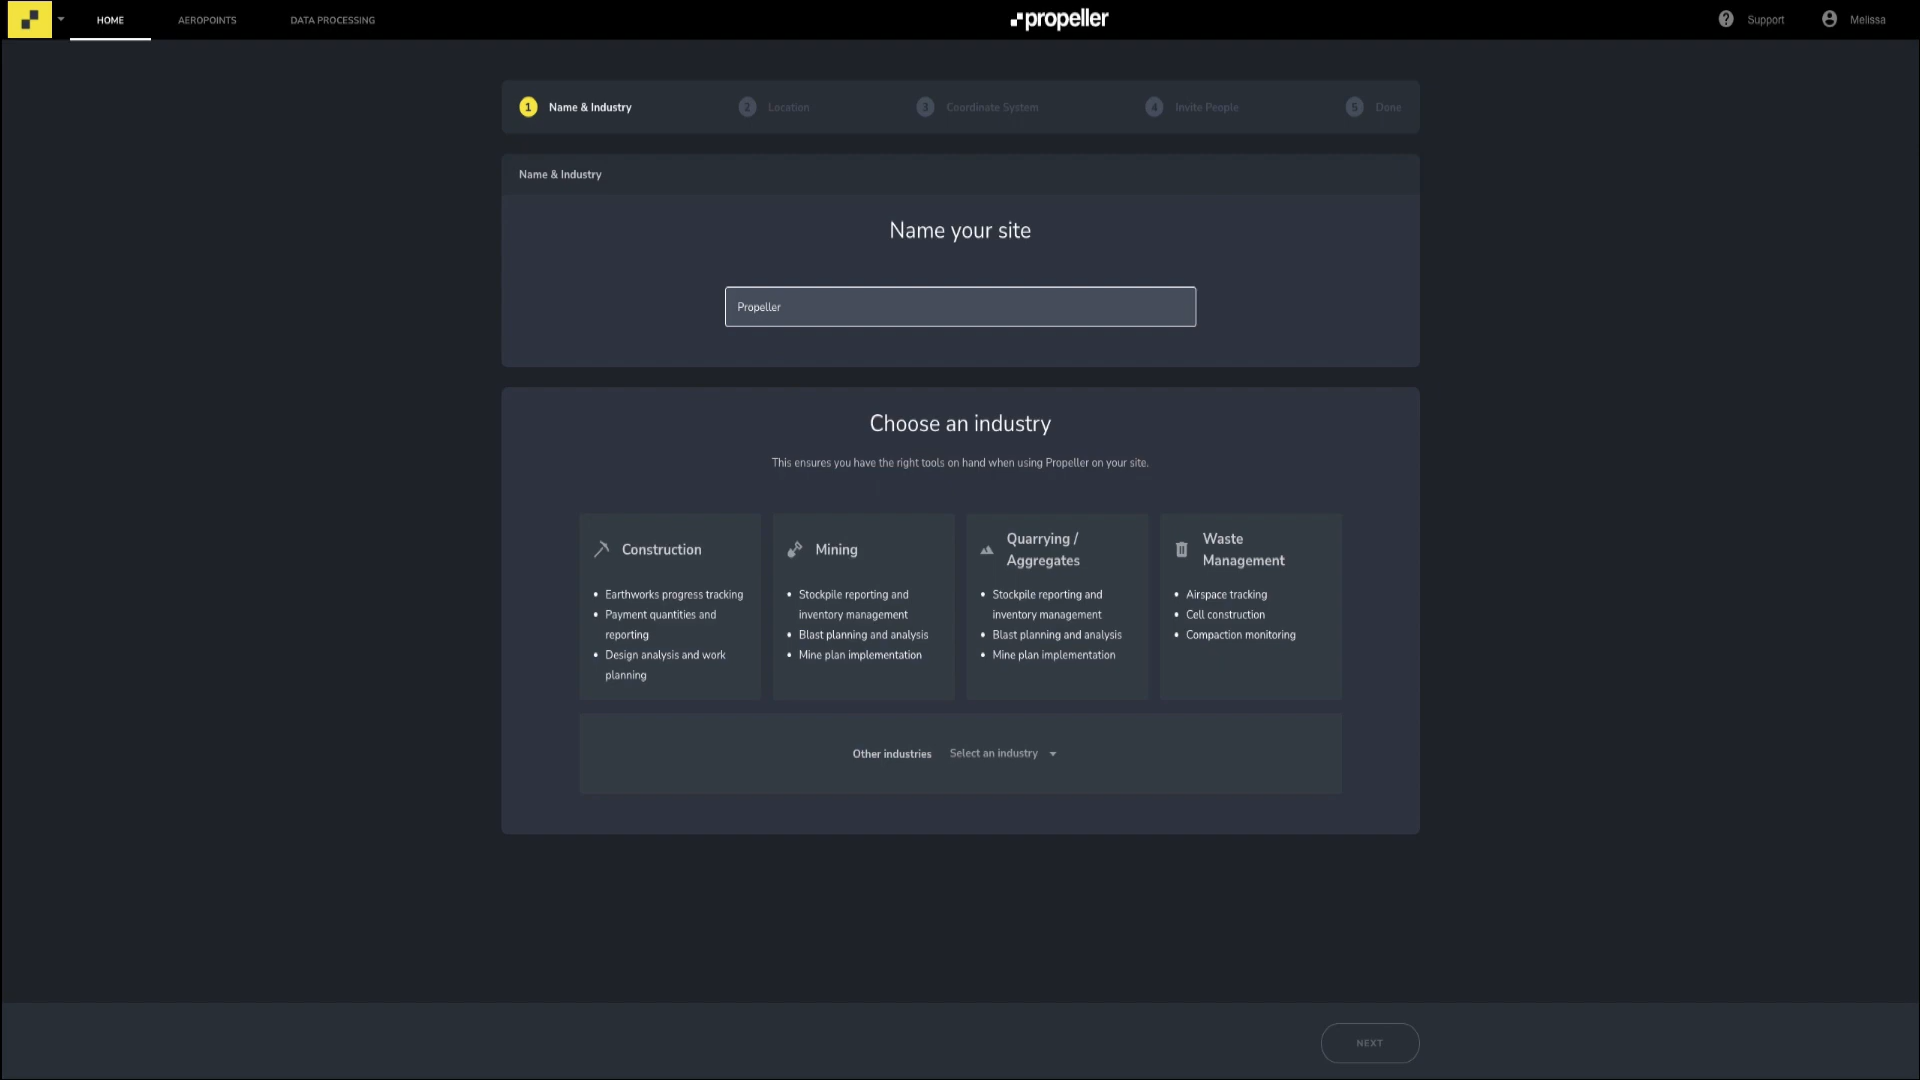 HOME AEROPOINTS DATA PROCESSING propeller Support Melissa
1 Name & Industry 2 Location 3 Coordinate System 4 Invite People 5 Done
Name & Industry
Name your site
Propeller
Choose an industry
This ensures you have the right tools on hand when using Propeller on your site.
Construction
• Earthworks progress tracking
• Payment quantities and
reporting
• Design analysis and work
planning
Mining
• Stockpile reporting and
inventory management
• Blast planning and analysis
• Mine plan implementation
Quarrying /
Aggregates
• Stockpile reporting and
inventory management
• Blast planning and analysis
• Mine plan implementation
Waste
Management
• Airspace tracking
• Cell construction
• Compaction monitoring
Other industries Select an industry
NEXT